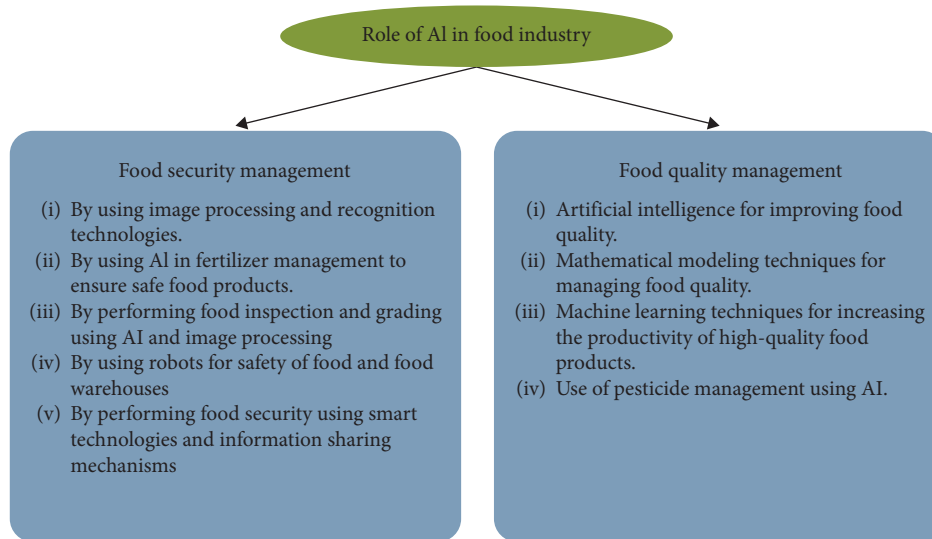 Role of Al in food industry
Food security management
(i) By using image processing and recognition
technologies.
(ii) By using Al in fertilizer management to
ensure safe food products.
(iii) By performing food inspection and grading
using AI and image processing
(iv) By using robots for safety of food and food
warehouses
(v) By performing food security using smart
technologies and information sharing
mechanisms
Food quality management
(i) Artificial intelligence for improving food
quality.
(ii) Mathematical modeling techniques for
managing food quality.
(iii) Machine learning techniques for increasing
the productivity of high-quality food
products.
(iv) Use of pesticide management using AI.